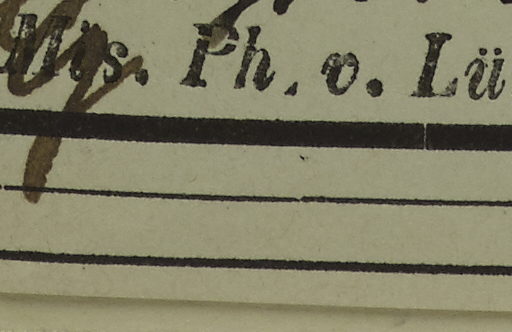 Mis. Ph. v. Lü